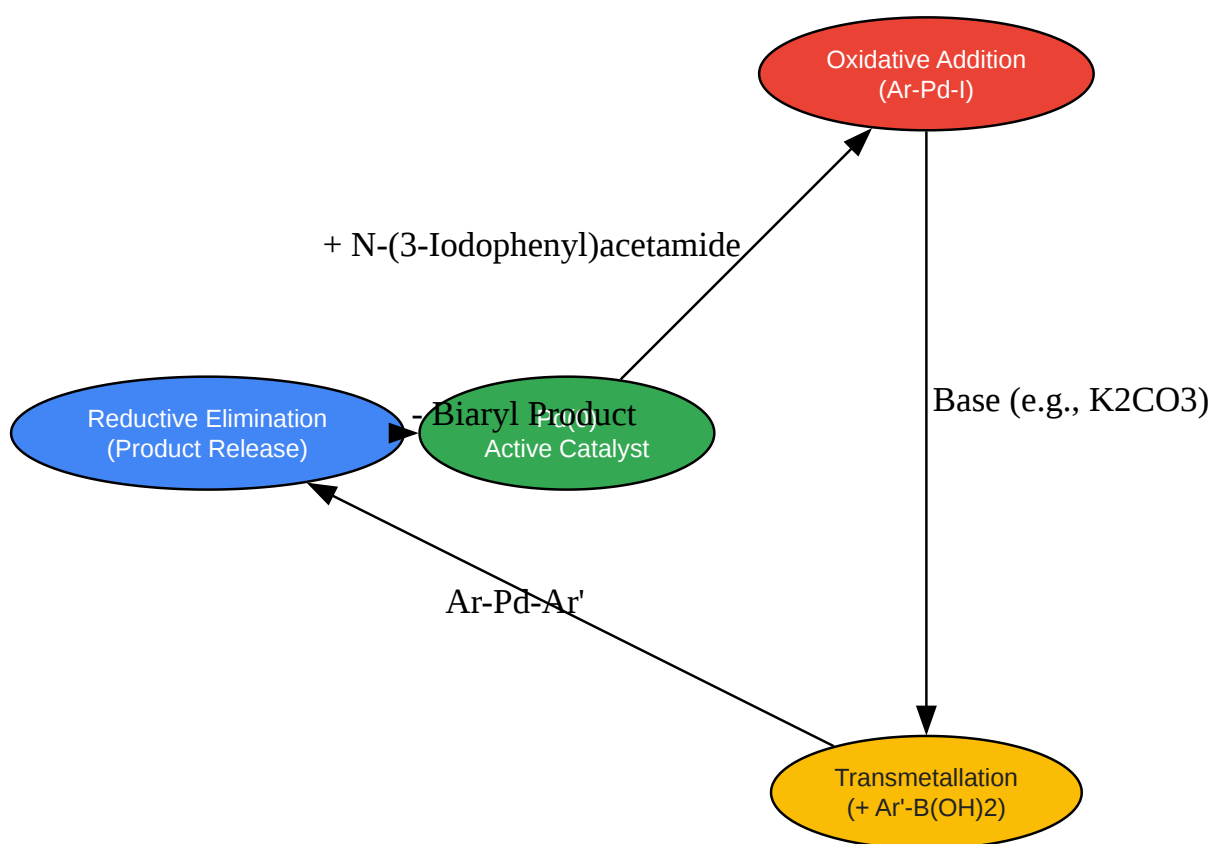 Oxidative Addition
(Ar-Pd-I)
+ N-(3-Iodophenyl)acetamide
Base (e.g., K2CO3)
Reductive Elimination
(Product Release)
- Biaryl Product
Active Catalyst
Ar-Pd-Ar'
Transmetallation
(+ Ar'-B(OH)2)